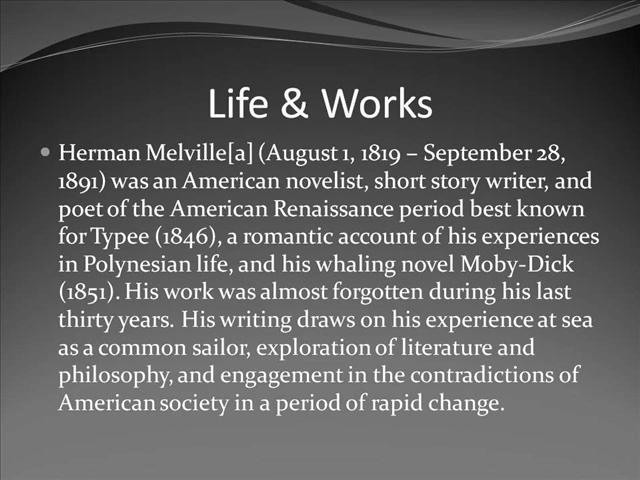 Life & Works
Herman Melville[a] (August 1, 1819 – September 28,
1891) was an American novelist, short story writer, and
poet of the American Renaissance period best known
for Typee (1846), a romantic account of his experiences
in Polynesian life, and his whaling novel Moby-Dick
(1851). His work was almost forgotten during his last
thirty years. His writing draws on his experience at sea
as a common sailor, exploration of literature and
philosophy, and engagement in the contradictions of
American society in a period of rapid change.